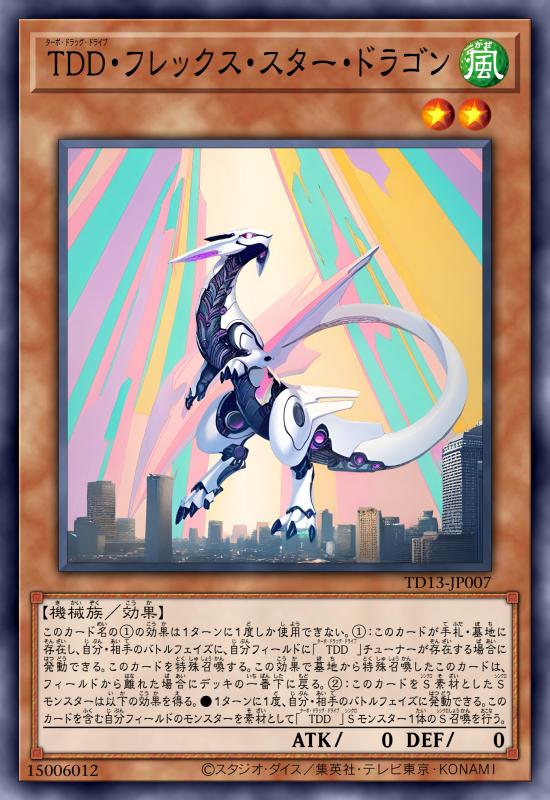 ターボ・ドラッグ・ドライブ
TDD・フレックス・スター・ドラゴン
かぜ
風
TD13-JP007
【機械族／効果】
このカード名の①の効果は1ターンに1度しか使用できない。①：このカードが手札・墓地に
存在し、自分・相手のバトルフェイズに、自分フィールドに「TDD」チューナーが存在する場合に
発動できる。このカードを特殊召喚する。この効果で墓地から特殊召喚したこのカードは、
フィールドから離れた場合にデッキの一番下に戻る。②：このカードをS素材としたS
モンスターは以下の効果を得る。●1ターンに1度、自分・相手のバトルフェイズに発動できる。この
カードを含む自分フィールドのモンスターを素材として「TDD」Sモンスター1体のS召喚を行う。
ATK/ 0 DEF/ 0
15006012 ©スタジオ・ダイス/集英社・テレビ東京・KONAMI